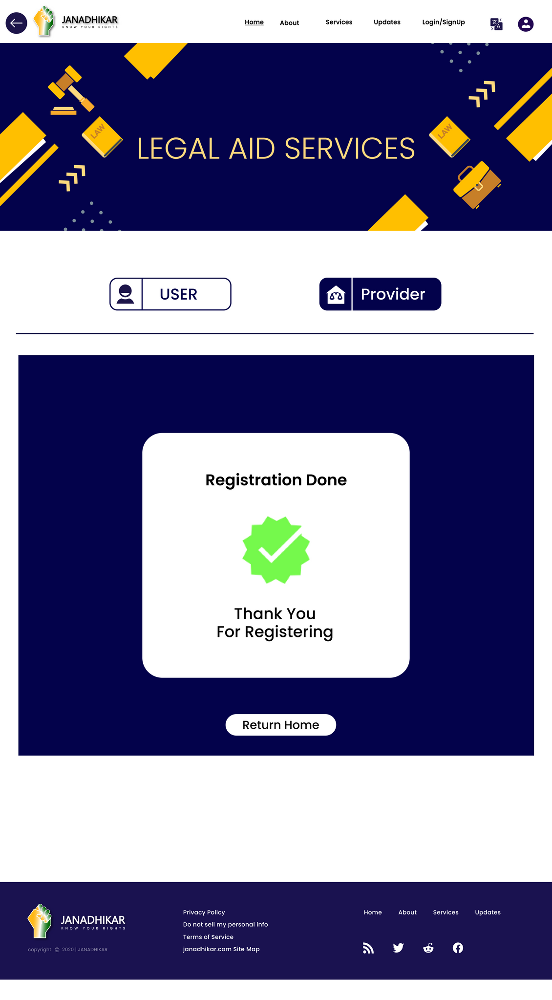 JANADHIKAR
KNOW YOUR RIGHTS
Home
About
Services
Updates
Login/SignUp
A
LAW
LAW
LEGAL AID SERVICES
USER
Provider
Registration Done
Thank You
For Registering
Return Home
JANADHIKAR
KNOW YOUR RIGHTS
copyright © 2020 | JANADHIKAR
Privacy Policy
Do not sell my personal info
Terms of Service
janadhikar.com Site Map
Home
About
Services
Updates